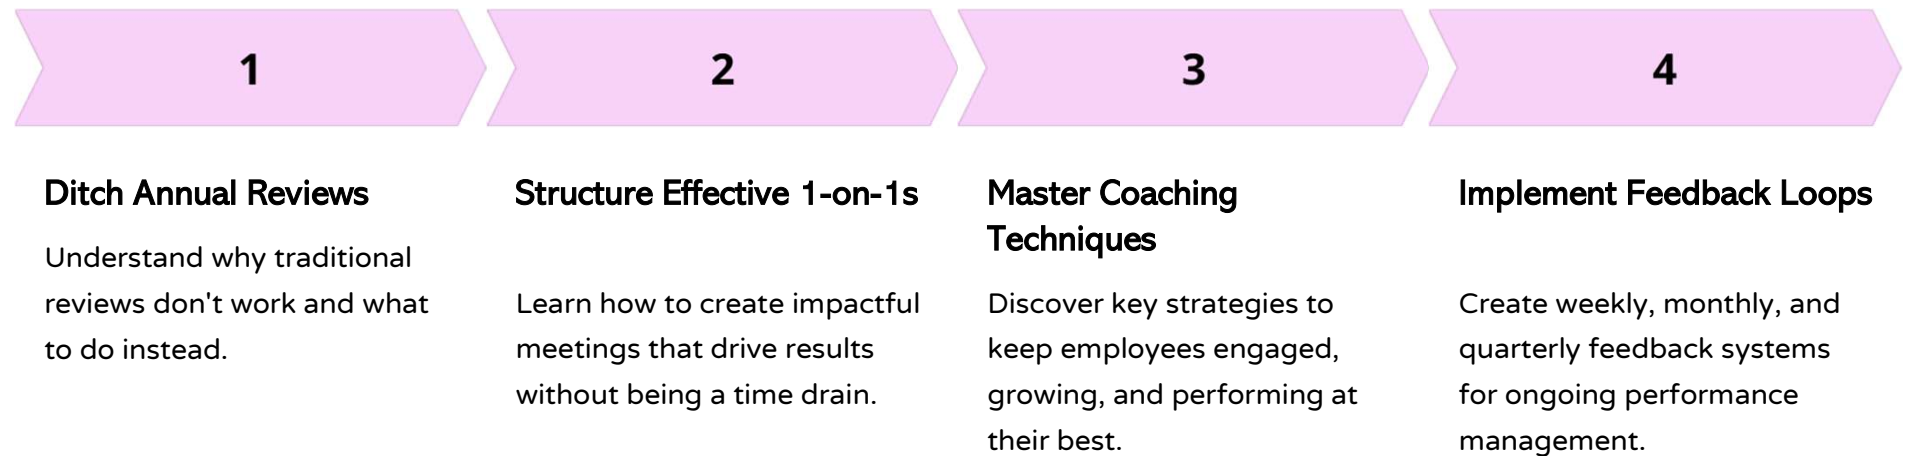 1
2
3
4
Ditch Annual Reviews
Understand why traditional
reviews don't work and what
to do instead.
Structure Effective 1-on-1s
Learn how to create impactful
meetings that drive results
without being a time drain.
Master Coaching
Techniques
Discover key strategies to
keep employees engaged,
growing, and performing at
their best.
Implement Feedback Loops
Create weekly, monthly, and
quarterly feedback systems
for ongoing performance
management.